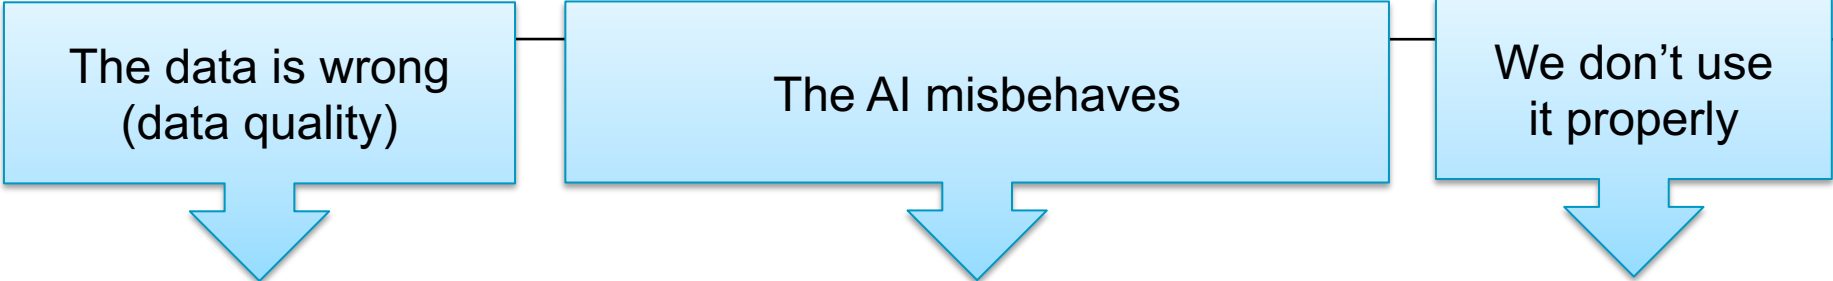 The data is wrong
(data quality)
The AI misbehaves
We don’t use
it properly